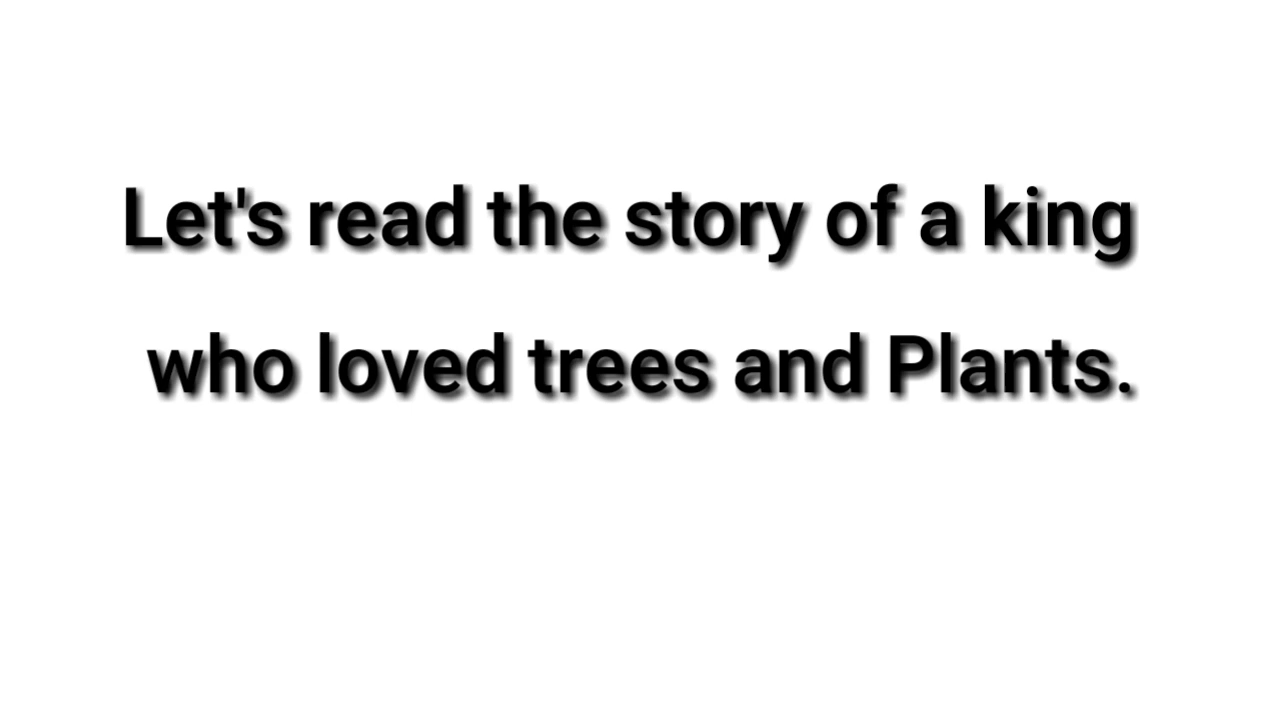 Let's read the story of a king
who loved trees and Plants.